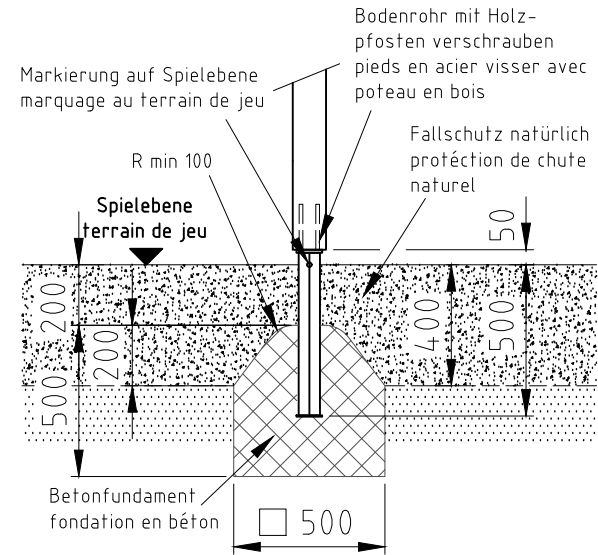 Bodenrohr mit Holz-
pfosten verschrauben
pieds en acier visser avec
poteau en bois
Markierung auf Spielebene
marquage au terrain de jeu
Fallschutz natürlich
protéction de chute
naturel
R min 100
Spielebene
terrain de jeu
50
200
200
500
400
500
Betonfundament
fondation en béton
□ 500